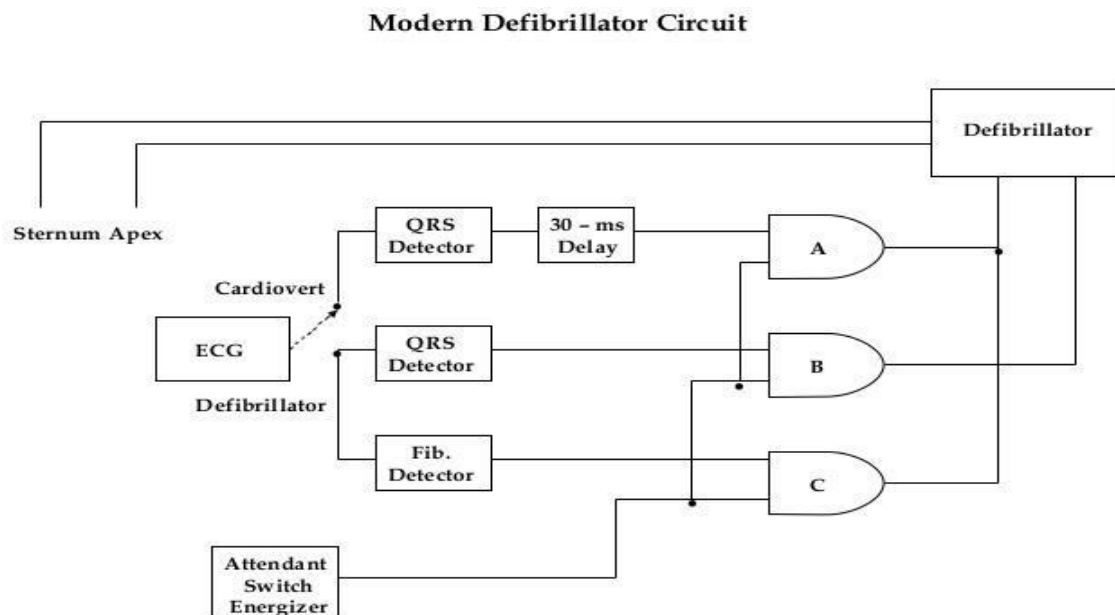 Modern Defibrillator Circuit
Defibrillator
Sternum Apex
QRS
Detector
30 – ms
Delay
A
Cardiovert
ECG
QRS
Detector
B
Defibrillator
Fib.
Detector
C
Attendant
Switch
Energizer